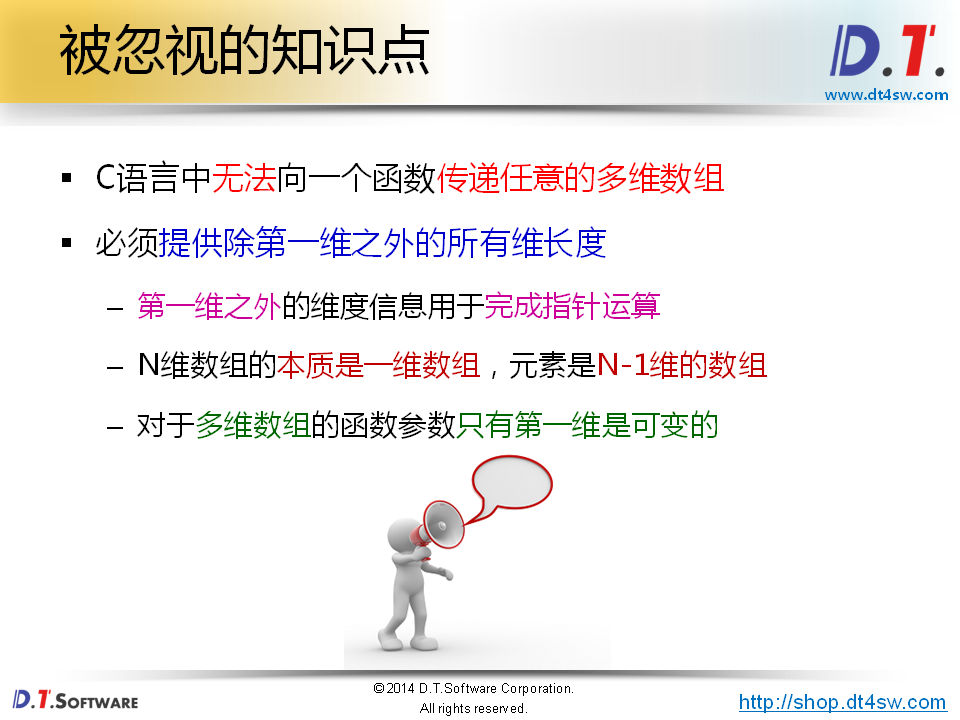 被忽视的知识点
D.T.
www.dt4sw.com
▪ C语言中无法向一个函数传递任意的多维数组
▪ 必须提供除第一维之外的所有维长度
– 第一维之外的维度信息用于完成指针运算
– N维数组的本质是一维数组，元素是N-1维的数组
– 对于多维数组的函数参数只有第一维是可变的
D.T.SOFTWARE
©2014 D.T.Software Corporation.
All rights reserved.
http://shop.dt4sw.com